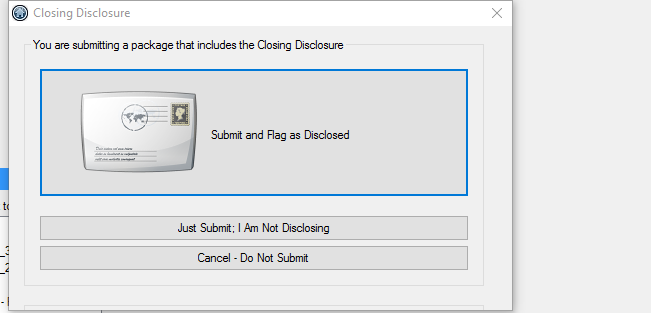 Closing Disclosure
You are submitting a package that includes the Closing Disclosure
Submit and Flag as Disclosed
Just Submit; I Am Not Disclosing
Cancel - Do Not Submit